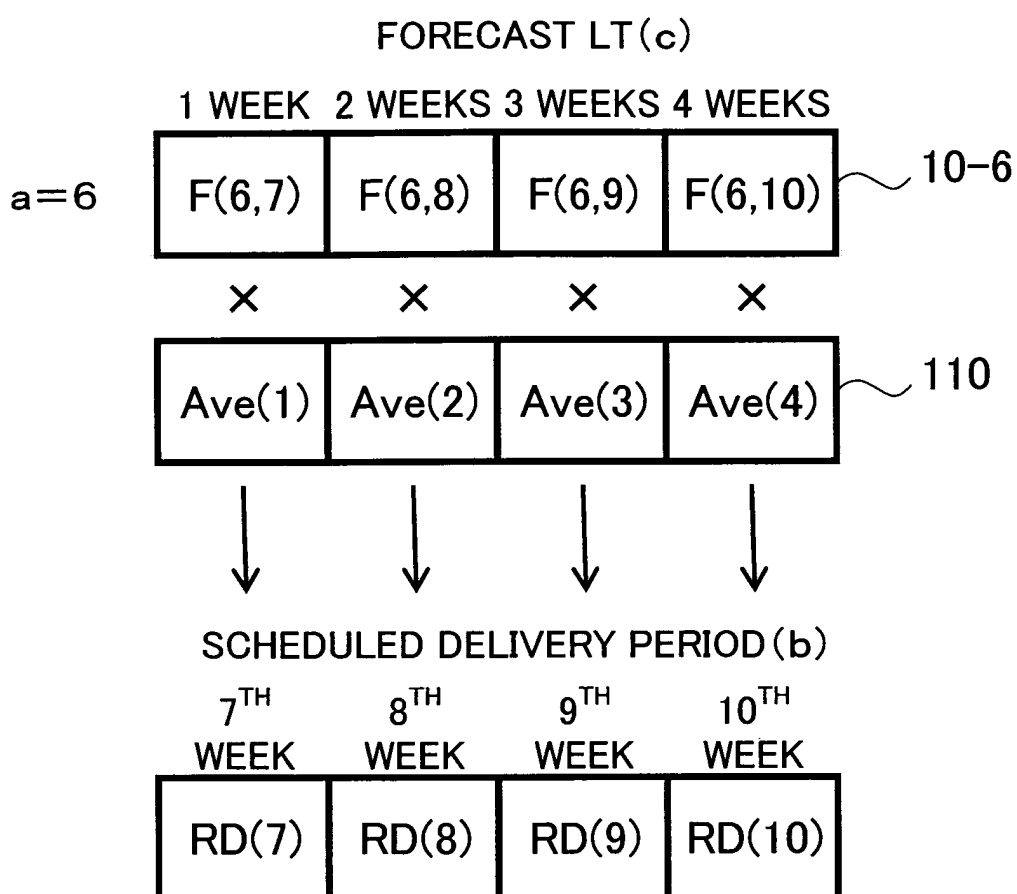 FORECAST LT(c)
1 WEEK 2 WEEKS 3 WEEKS 4 WEEKS
a=6 F(6,7) F(6,8) F(6,9) F(6,10) 10-6
× × × ×
Ave(1) Ave(2) Ave(3) Ave(4) 110
SCHEDULED DELIVERY PERIOD(b)
7TH 8TH 9TH 10TH
WEEK WEEK WEEK WEEK
RD(7) RD(8) RD(9) RD(10)